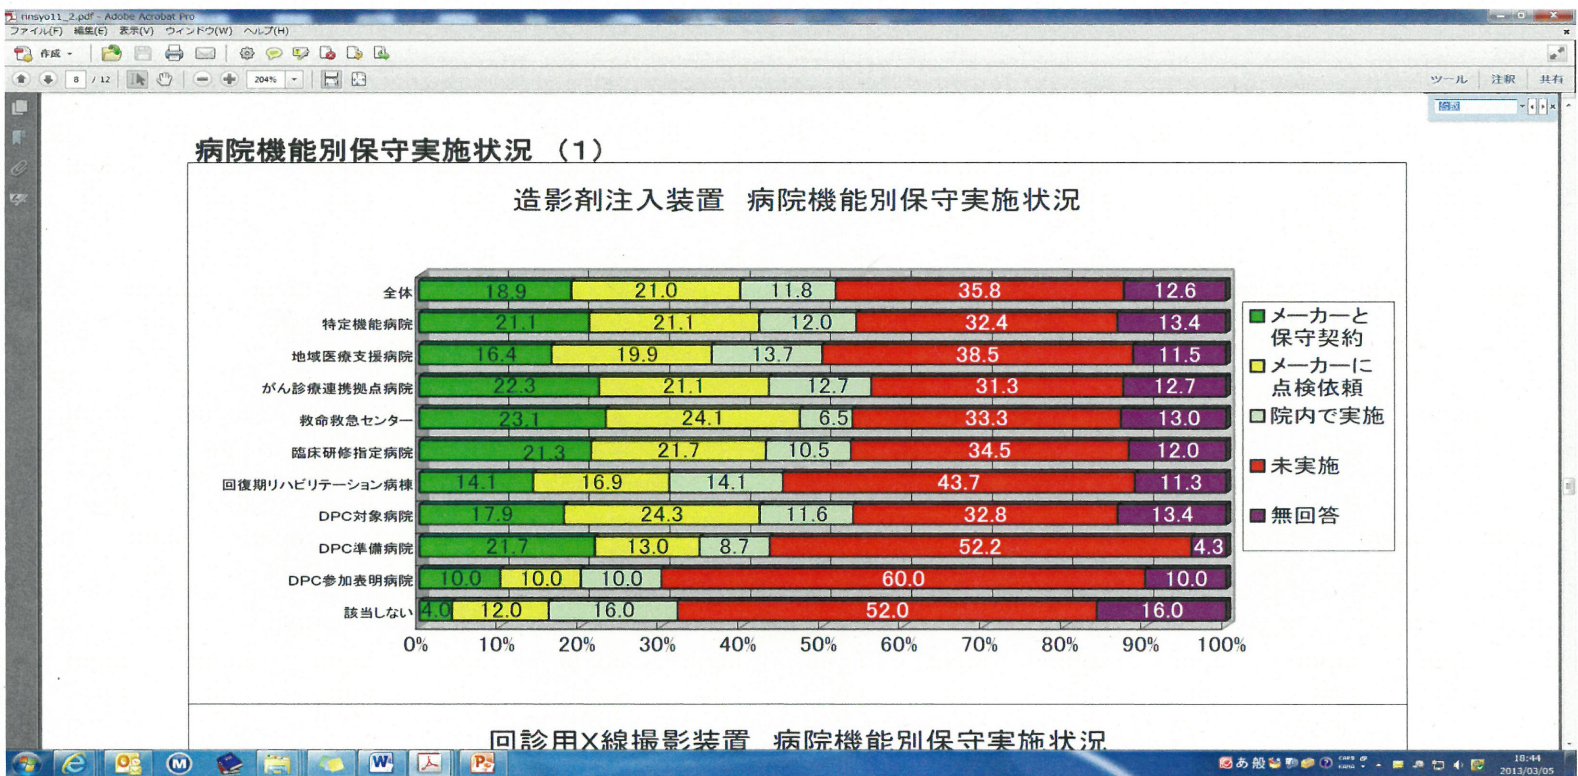 nnsyo11_2.pdf - Adobe Acrobat Pro
ファイル(F) 編集(E) 表示(V) ウィンドウ(W) ヘルプ(H)
作成
8 / 12 204% ツール 注釈 共有
病院機能別保守実施状況 （1）
造影剤注入装置 病院機能別保守実施状況
全体 18.9 21.0 11.8 35.8 12.6
特定機能病院 21.1 21.1 12.0 32.4 13.4
地域医療支援病院 16.4 19.9 13.7 38.5 11.5
がん診療連携拠点病院 22.3 21.1 12.7 31.3 12.7
救命救急センター 23.1 24.1 6.5 33.3 13.0
臨床研修指定病院 21.3 21.7 10.5 34.5 12.0
回復期リハビリテーション病棟 14.1 16.9 14.1 43.7 11.3
DPC対象病院 17.9 24.3 11.6 32.8 13.4
DPC準備病院 21.7 13.0 8.7 52.2 4.3
DPC参加表明病院 10.0 10.0 10.0 60.0 10.0
該当しない 4.0 12.0 16.0 52.0 16.0
0% 10% 20% 30% 40% 50% 60% 70% 80% 90% 100%
メーカーと
保守契約
メーカーに
点検依頼
院内で実施
未実施
無回答
回診用X線撮影装置 病院機能別保守実施状況
あ 般 CAPS
KANA
18:44
2013/03/05